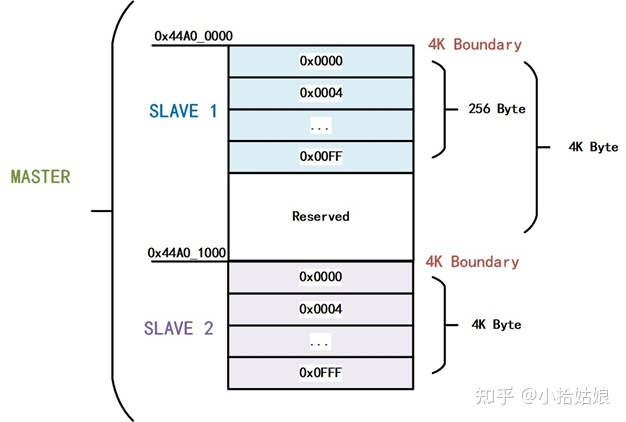 0x44A0_0000
4K Boundary
0x0000
0x0004
SLAVE 1
256 Byte
...
0x00FF
4K Byte
MASTER
Reserved
0x44A0_1000
4K Boundary
0x0000
0x0004
SLAVE 2
4K Byte
...
0x0FFF
知乎 @小拾姑娘